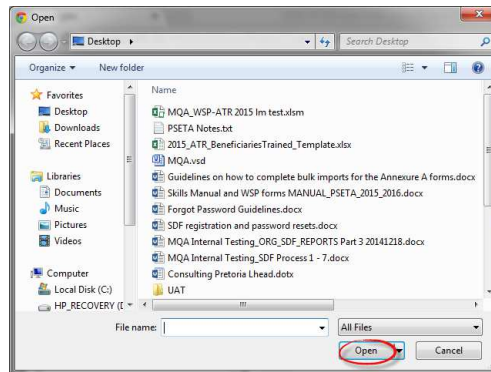 Open
Desktop
Search Desktop
Organize
New folder
Favorites
Desktop
Downloads
Recent Places
Libraries
Documents
Music
Pictures
Videos
Computer
Local Disk (C:)
HP_RECOVERY (
Name
MQA_WSP-ATR 2015 Im test.xlsm
PSETA Notes.txt
2015_ATR_BeneficiariesTrained_Template.xlsx
MQA.vsd
Guidelines on how to complete bulk imports for the Annexure A forms.docx
Skills Manual and WSP forms MANUAL_PSETA_2015_2016.docx
Forgot Password Guidelines.docx
SDF registration and password resets.docx
MQA Internal Testing_ORG_SDF_REPORTS Part 3 20141218.docx
MQA Internal Testing_SDF Process 1 - 7.docx
Consulting Pretoria Lhead.dotx
UAT
File name:
All Files
Open
Cancel